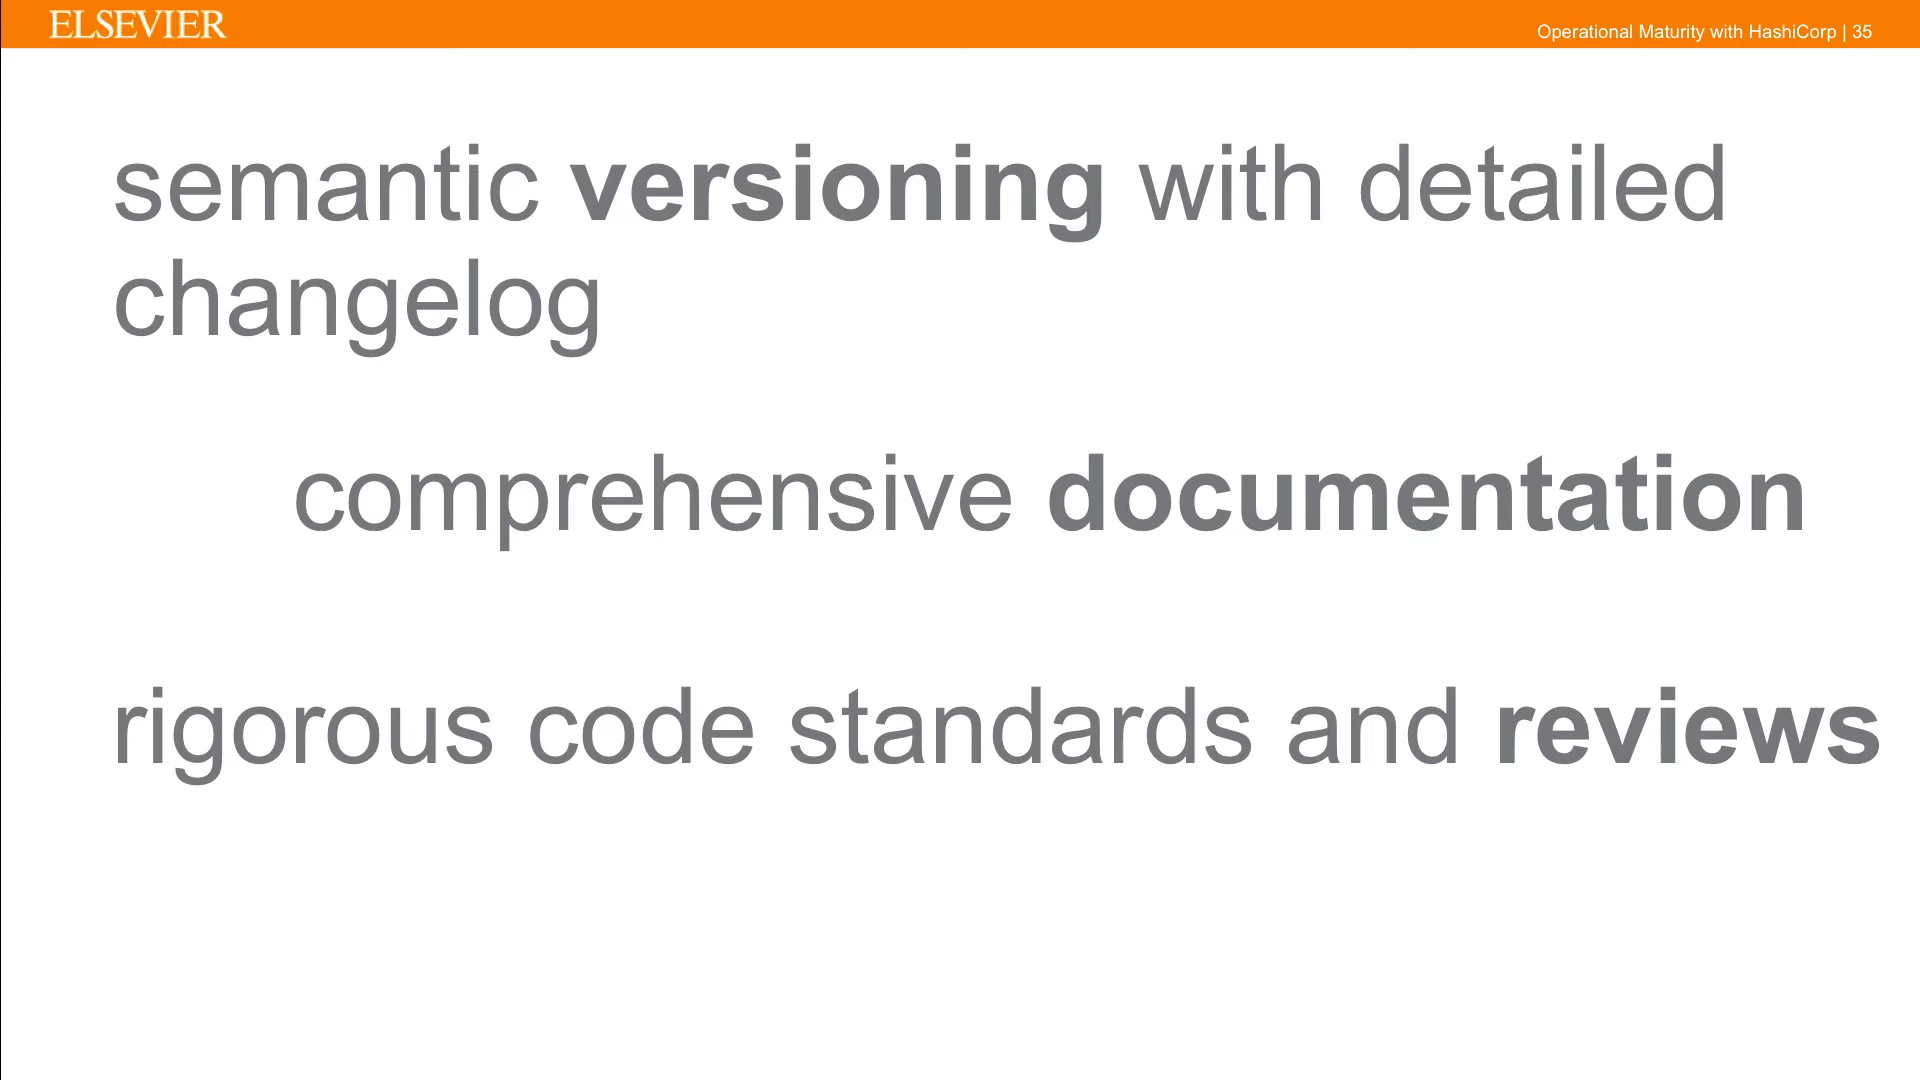 ELSEVIER
Operational Maturity with HashiCorp | 35
semantic versioning with detailed
changelog
comprehensive documentation
rigorous code standards and reviews